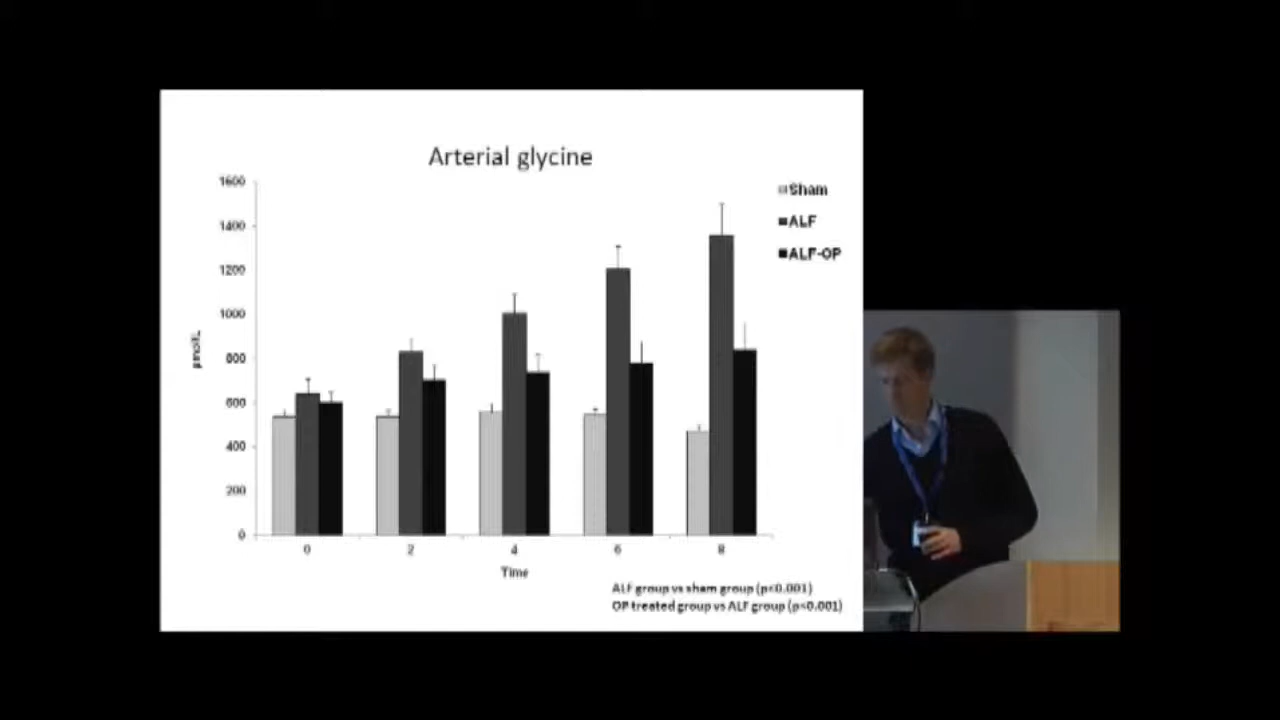 Arterial glycine
1600
1400
1200
1000
800
600
400
200
0
0 2 4 6 8
Time
Sham
ALF
ALF-OP
ALF group vs sham group (p<0.001)
OP treated group vs ALF group (p<0.001)